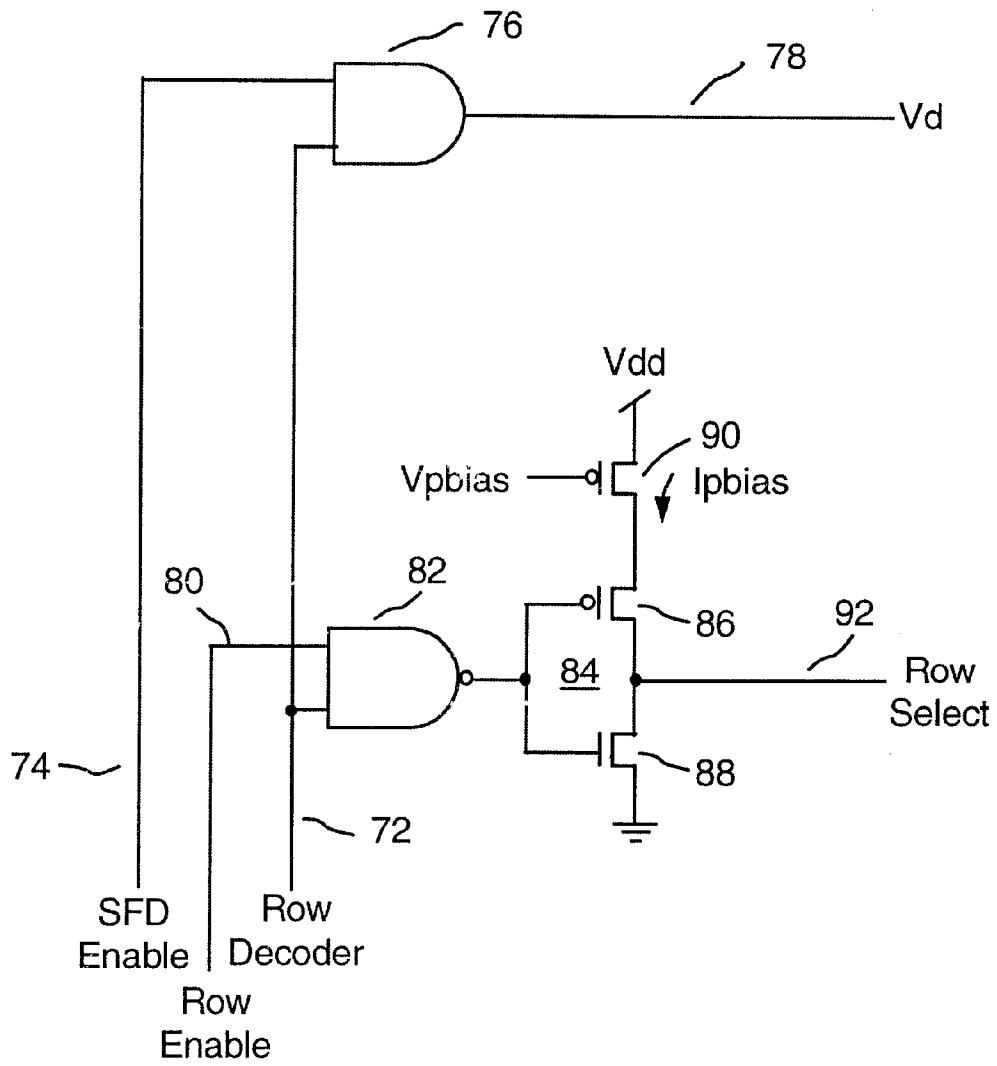 76
78
Vd
Vdd
90
Vpbias
Ipbias
80
82
86
92
84
Row
Select
74
88
72
SFD
Enable
Row
Decoder
Row
Enable